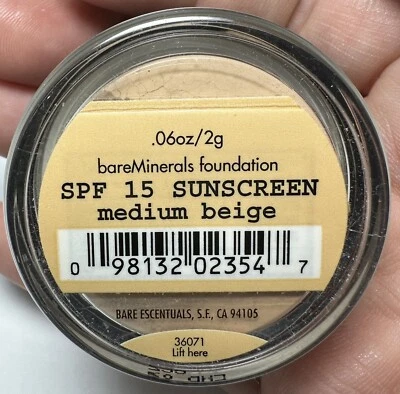 .06oz/2g
bareMinerals foundation
SPF 15 SUNSCREEN
medium beige
0 98132 02354 7
BARE ESCENTUALS, S.F., CA 94105
36071
Lift here